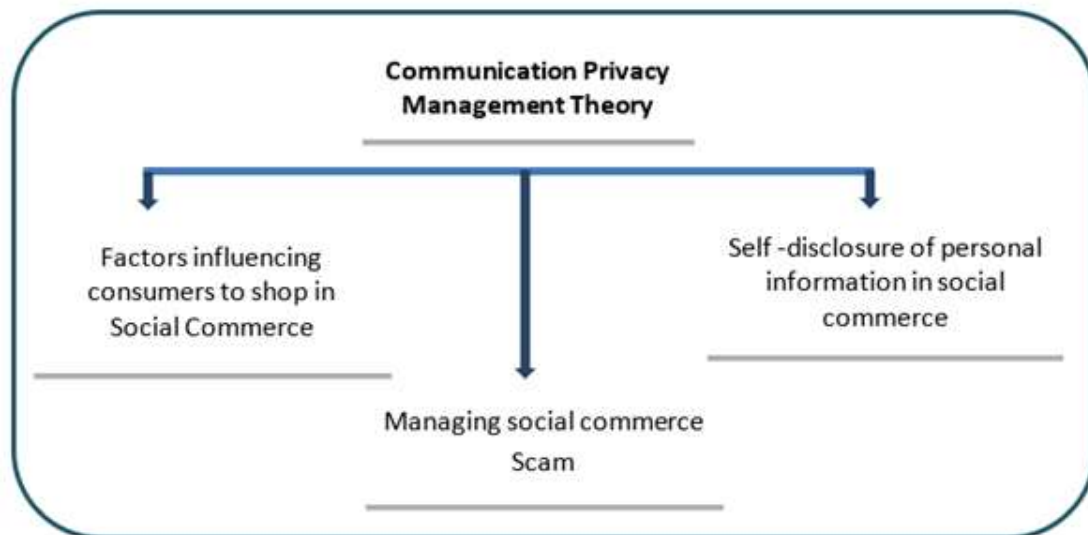 Communication Privacy
Management Theory
Factors influencing
consumers to shop in
Social Commerce
Managing social commerce
Scam
Self -disclosure of personal
information in social
commerce